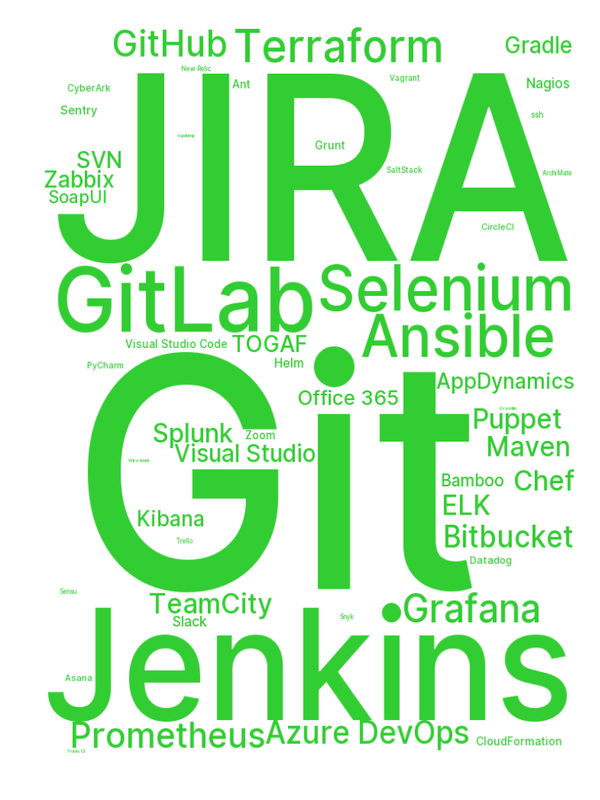 GitHub
Terraform
Gradle
New Relic
Vagrant
CyberArk
Ant
Nagios
Sentry
ssh
Grunt
JIRA
SVN
SaltStack
ArchiMate
Zabbix
SoapUI
CircleCI
GitLab
Selenium
Ansible
Visual Studio Code
TOGAF
PyCharm
Helm
AppDynamics
Office 365
Git
Puppet
Splunk
Zoom
Maven
Visual Studio
Bamboo
Chef
ELK
Kibana
Bitbucket
Trello
Datadog
Sensu
TeamCity
Grafana
Slack
Snyk
Jenkins
Asana
Prometheus
Azure DevOps
CloudFormation
Travis CI